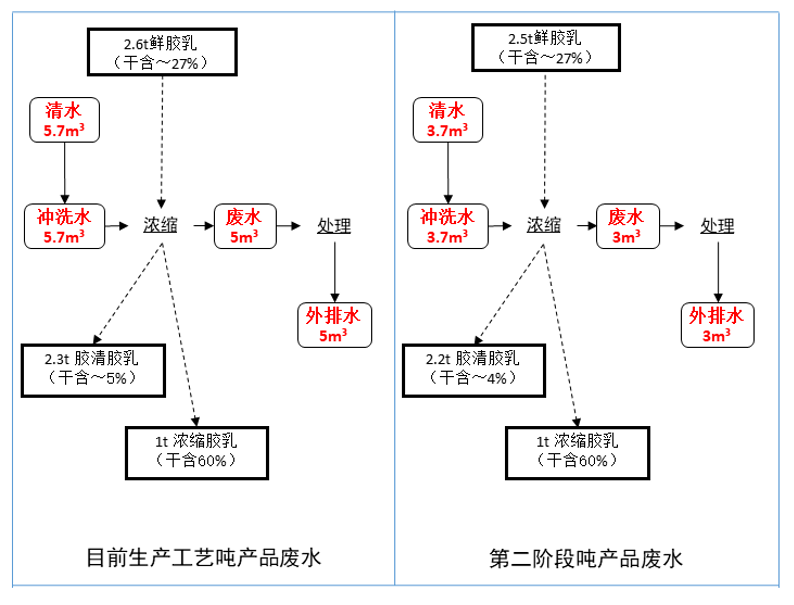 2.6t鲜胶乳
（干含～27%）
清水
5.7m³
冲洗水
5.7m³
浓缩
废水
5m³
处理
外排水
5m³
2.3t 胶清胶乳
（干含～5%）
1t 浓缩胶乳
（干含60%）
目前生产工艺吨产品废水
2.5t鲜胶乳
（干含～27%）
清水
3.7m³
冲洗水
3.7m³
浓缩
废水
3m³
处理
外排水
3m³
2.2t 胶清胶乳
（干含～4%）
1t 浓缩胶乳
（干含60%）
第二阶段吨产品废水